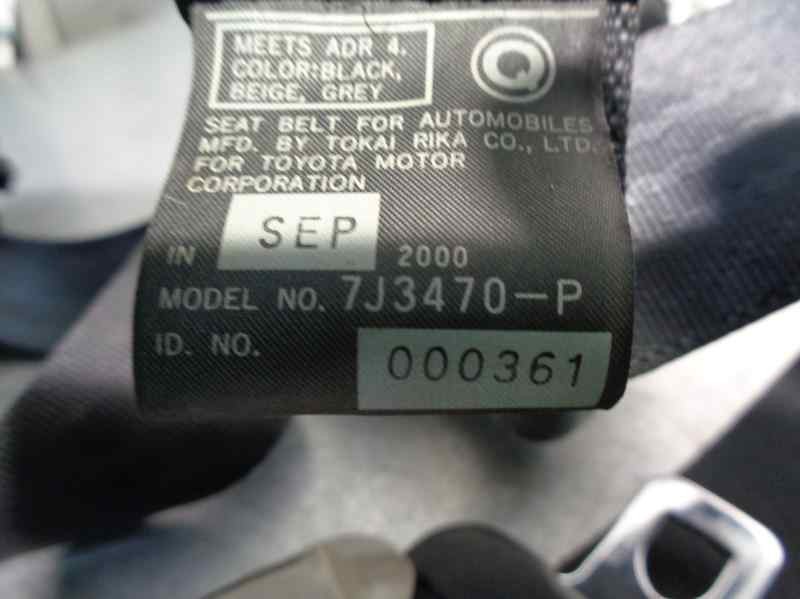 MEETS ADR 4.
COLOR:BLACK,
BEIGE, GREY
Q
SEAT BELT FOR AUTOMOBILES
MFD. BY TOKAI RIKA CO., LTD.
FOR TOYOTA MOTOR
CORPORATION
IN SEP 2000
MODEL NO. 7J3470-P
ID. NO. 000361